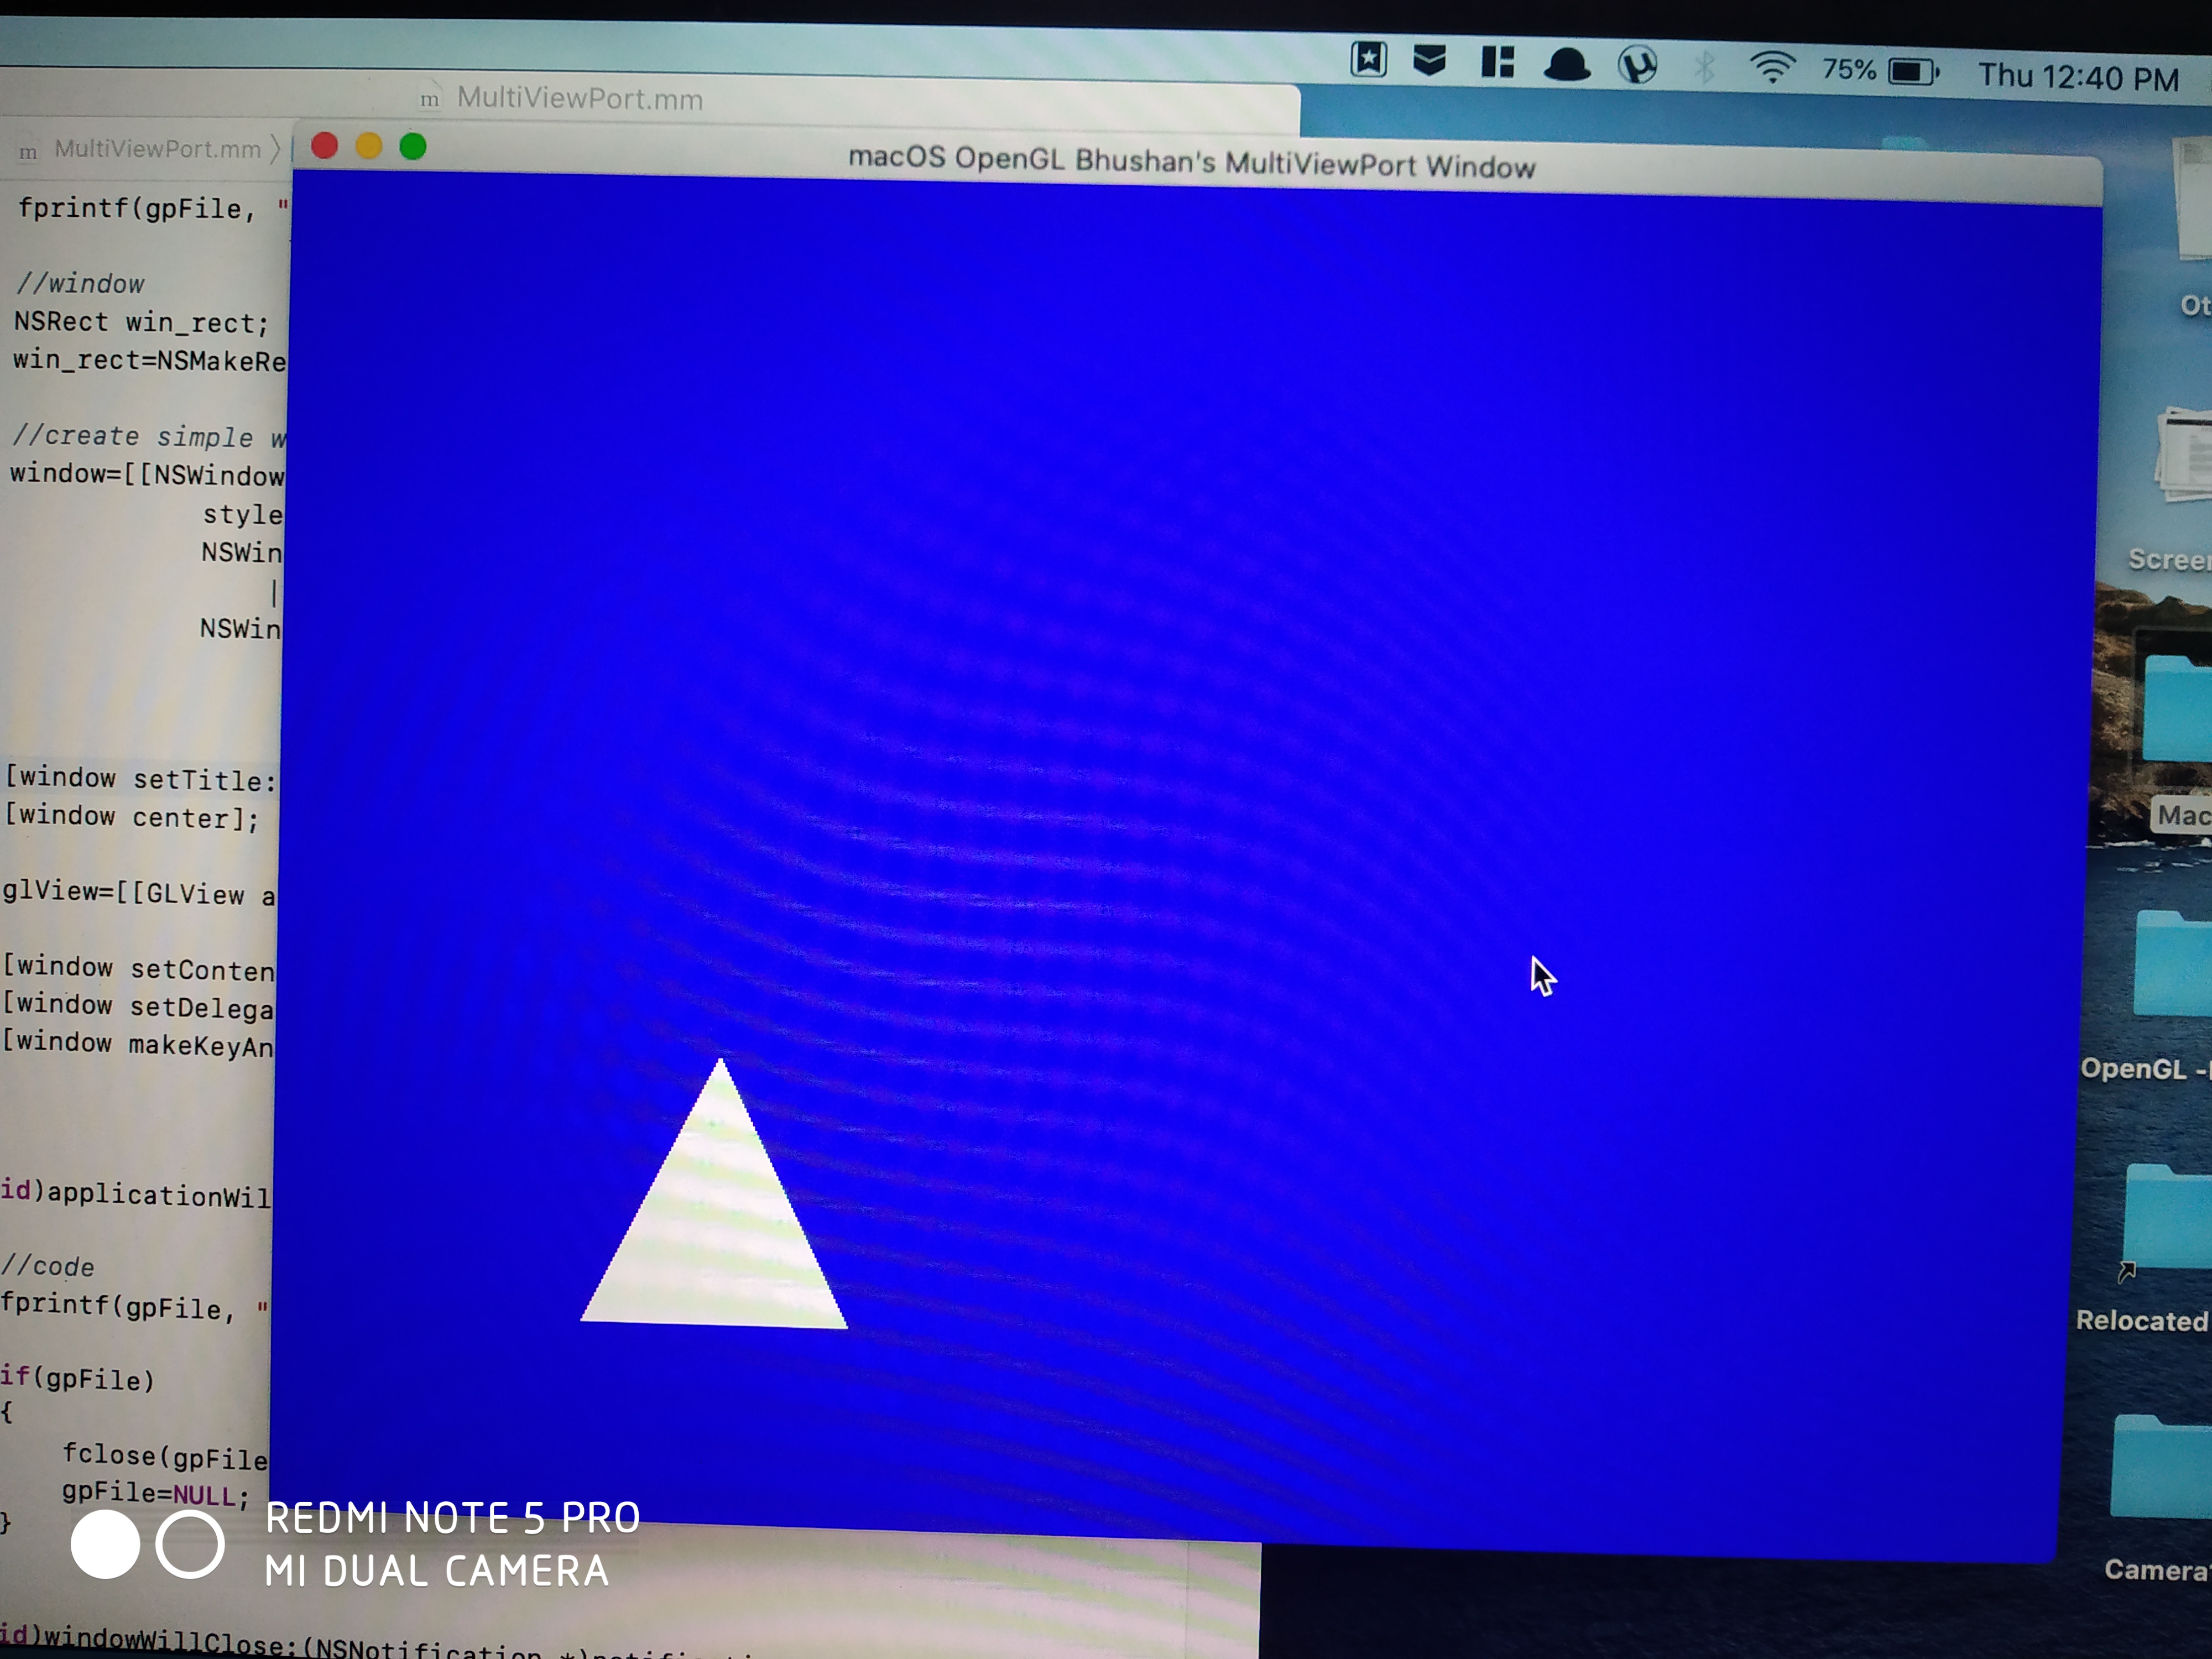 75% Thu 12:40 PM
m MultiViewPort.mm
m MultiViewPort.mm
macOS OpenGL Bhushan's MultiViewPort Window
fprintf(gpFile, "
//window
NSRect win_rect;
win_rect=NSMakeRe
//create simple w
window=[[NSWindow
style
NSWin
|
NSWin
[window setTitle:
[window center];
glView=[[GLView a
[window setConten
[window setDelega
[window makeKeyAn
id)applicationWil
//code
fprintf(gpFile, "
if(gpFile)
{
fclose(gpFile
gpFile=NULL;
}
id)windowWillClose:(NSNotification *)
Ot
Screen
Mac
OpenGL -
Relocated
Camera
REDMI NOTE 5 PRO
MI DUAL CAMERA